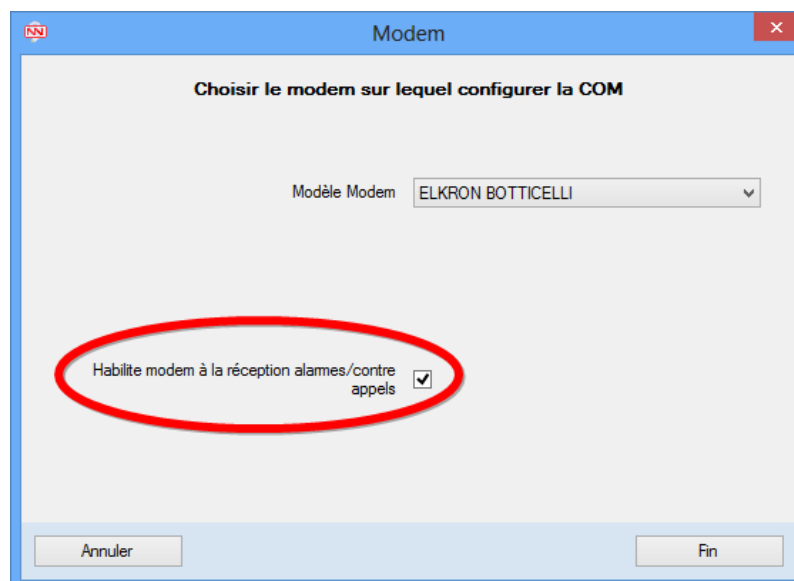 Modem
Choisir le modem sur lequel configurer la COM
Modèle Modem ELKRON BOTTICELLI
Habilite modem à la réception alarmes/contre
appels
Annuler Fin